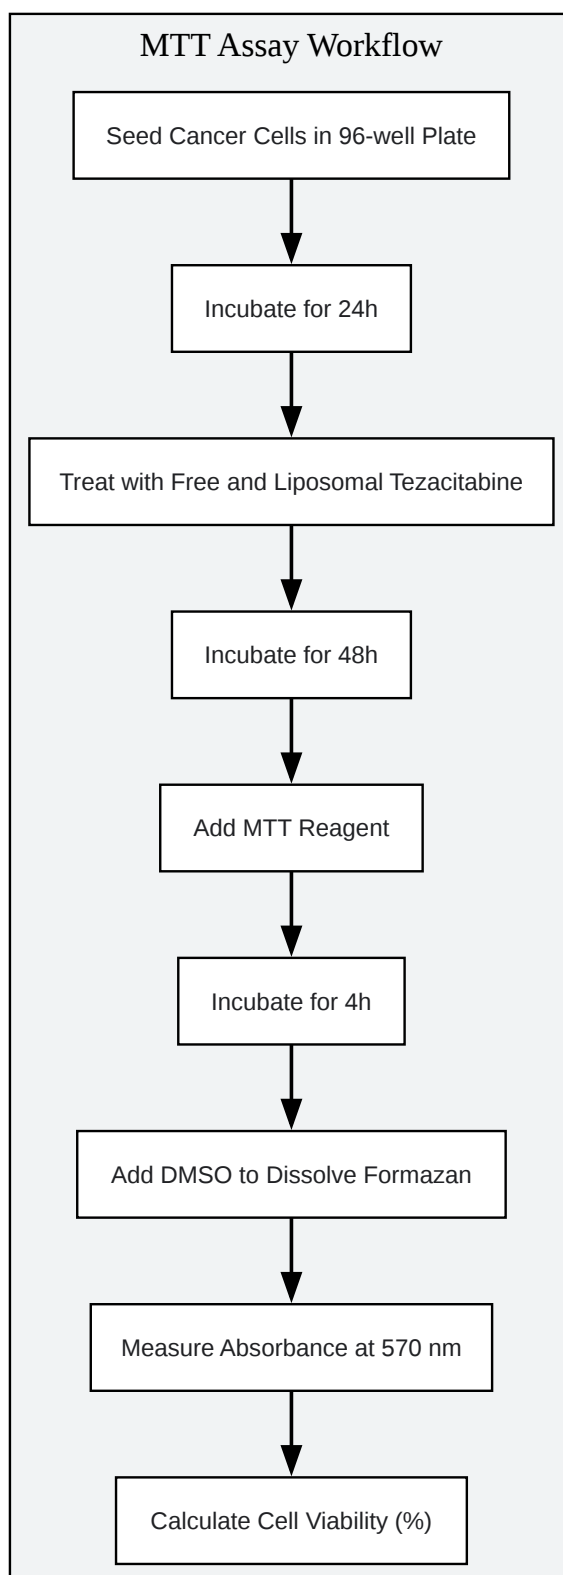 MTT Assay Workflow
Seed Cancer Cells in 96-well Plate
Incubate for 24h
Treat with Free and Liposomal Tezacitabine
Incubate for 48h
Add MTT Reagent
Incubate for 4h
Add DMSO to Dissolve Formazan
Measure Absorbance at 570 nm
Calculate Cell Viability (%)